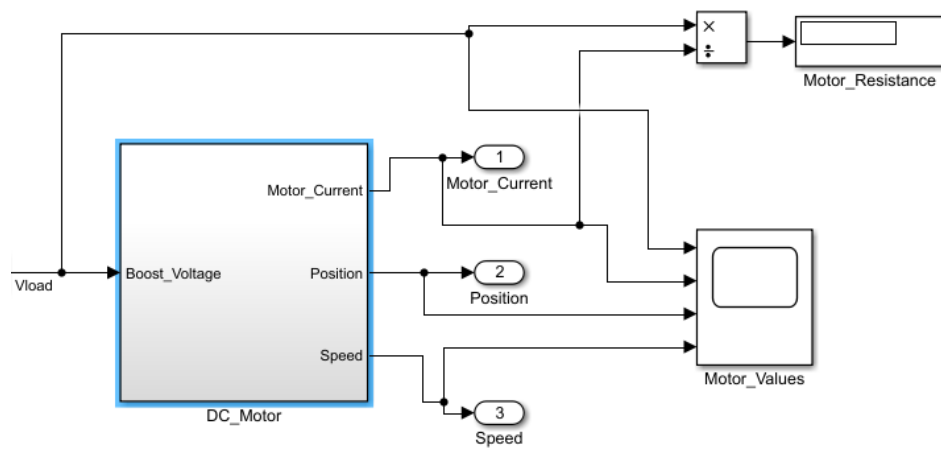 ×
÷
Motor_Resistance
Motor_Current
1
Motor_Current
Vload
Boost_Voltage
Position
2
Position
Speed
Motor_Values
DC_Motor
3
Speed